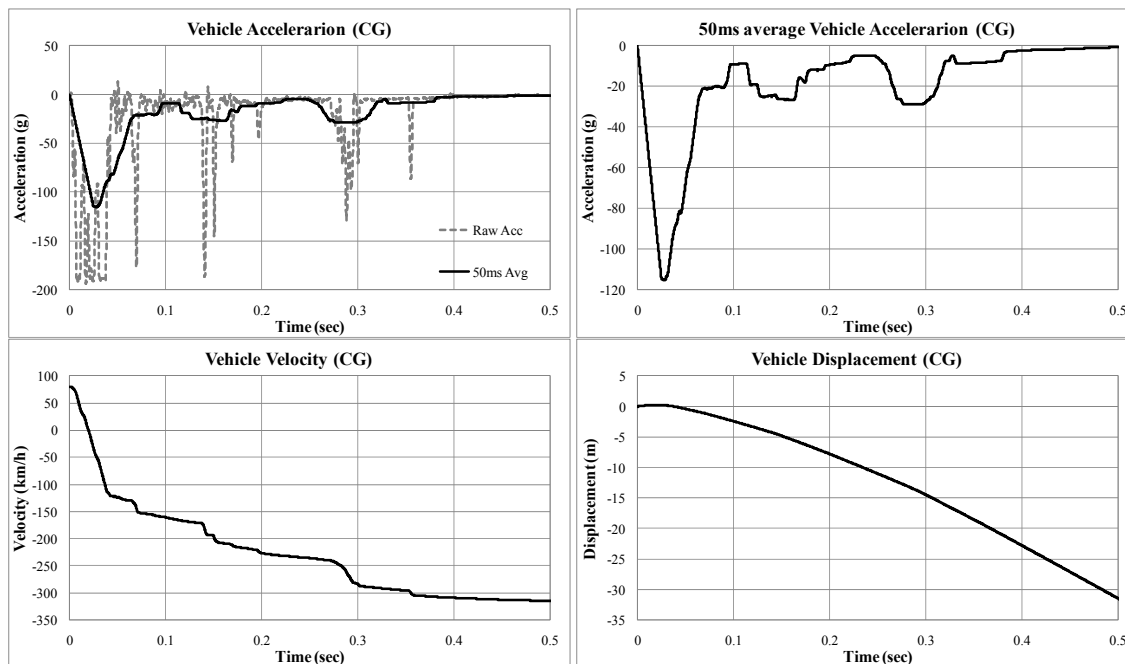 Vehicle Accelerarion (CG)
50
0
-50
-100
-150
-200
Acceleration (g)
Raw Acc
50ms Avg
0 0.1 0.2 0.3 0.4 0.5
Time (sec)
50ms average Vehicle Accelerarion (CG)
0
-20
-40
-60
-80
-100
-120
Acceleration (g)
0 0.1 0.2 0.3 0.4 0.5
Time (sec)
Vehicle Velocity (CG)
100
50
0
-50
-100
-150
-200
-250
-300
-350
Velocity (km/h)
0 0.1 0.2 0.3 0.4 0.5
Time (sec)
Vehicle Displacement (CG)
5
0
-5
-10
-15
-20
-25
-30
-35
Displacement (m)
0 0.1 0.2 0.3 0.4 0.5
Time (sec)